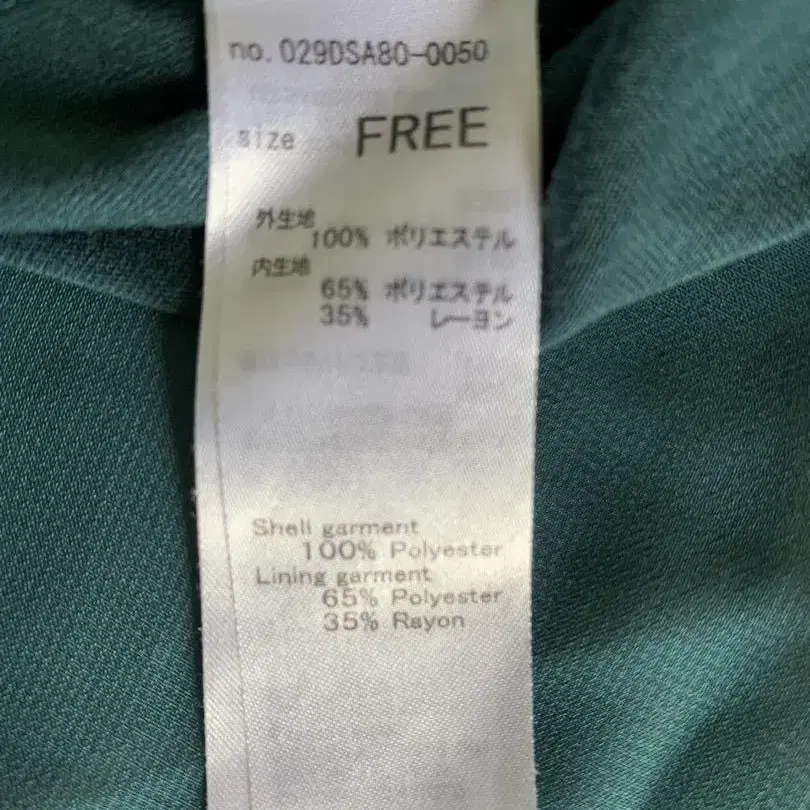 no. 029DSA80-0050
size FREE
外生地
100% ポリエステル
内生地
65% ポリエステル
35% レーヨン
Shell garment
100% Polyester
Lining garment
65% Polyester
35% Rayon